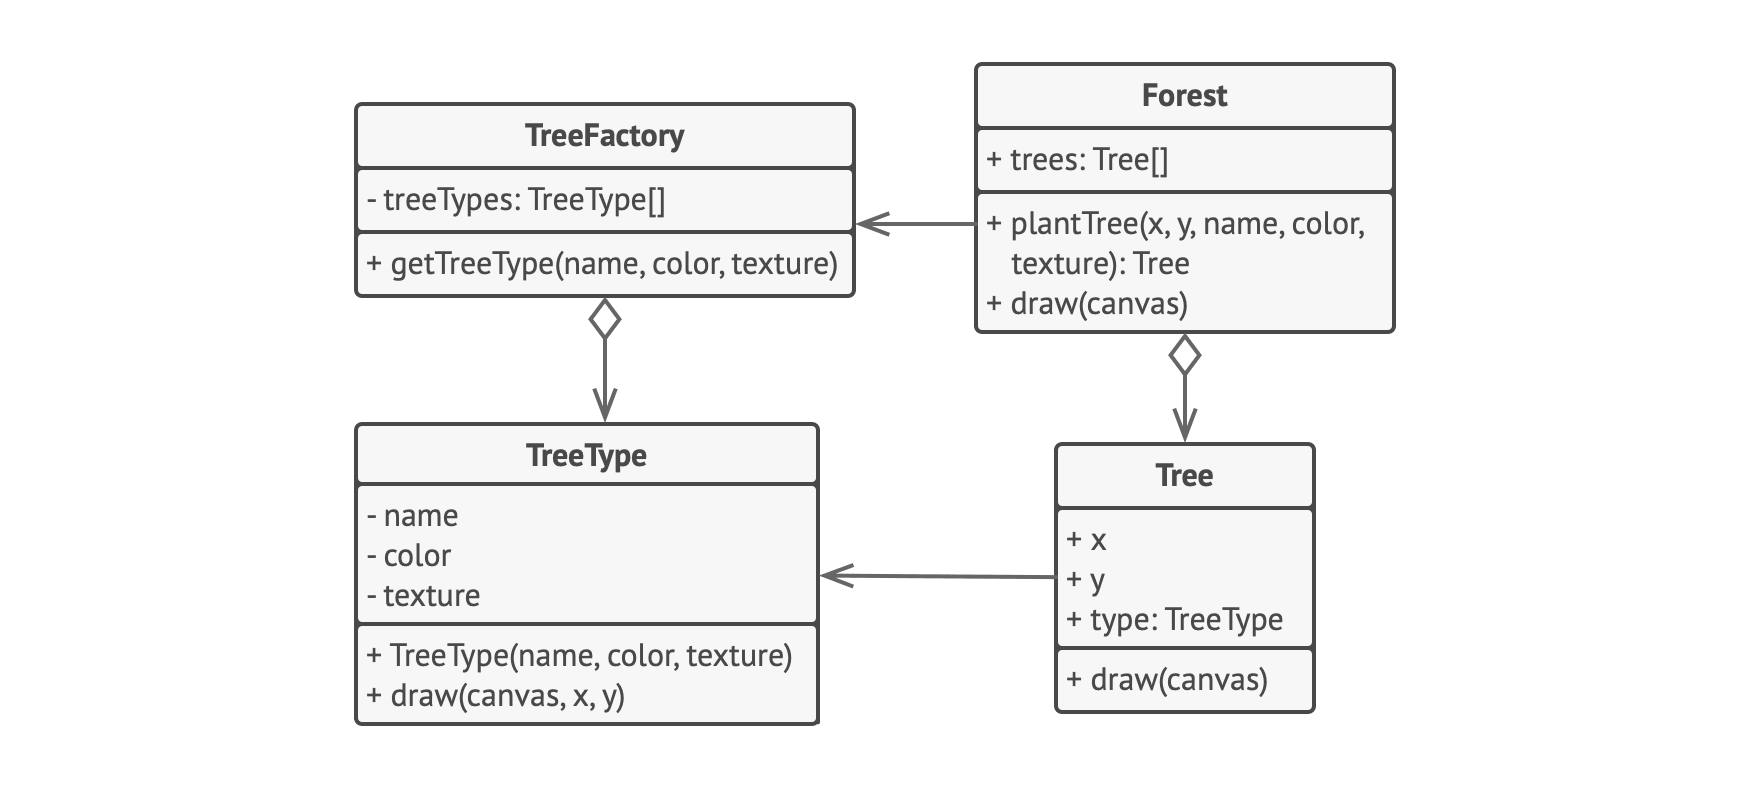 TreeFactory
- treeTypes: TreeType[]
+ getTreeType(name, color, texture)
Forest
+ trees: Tree[]
+ plantTree(x, y, name, color,
texture): Tree
+ draw(canvas)
TreeType
- name
- color
- texture
+ TreeType(name, color, texture)
+ draw(canvas, x, y)
Tree
+ x
+ y
+ type: TreeType
+ draw(canvas)